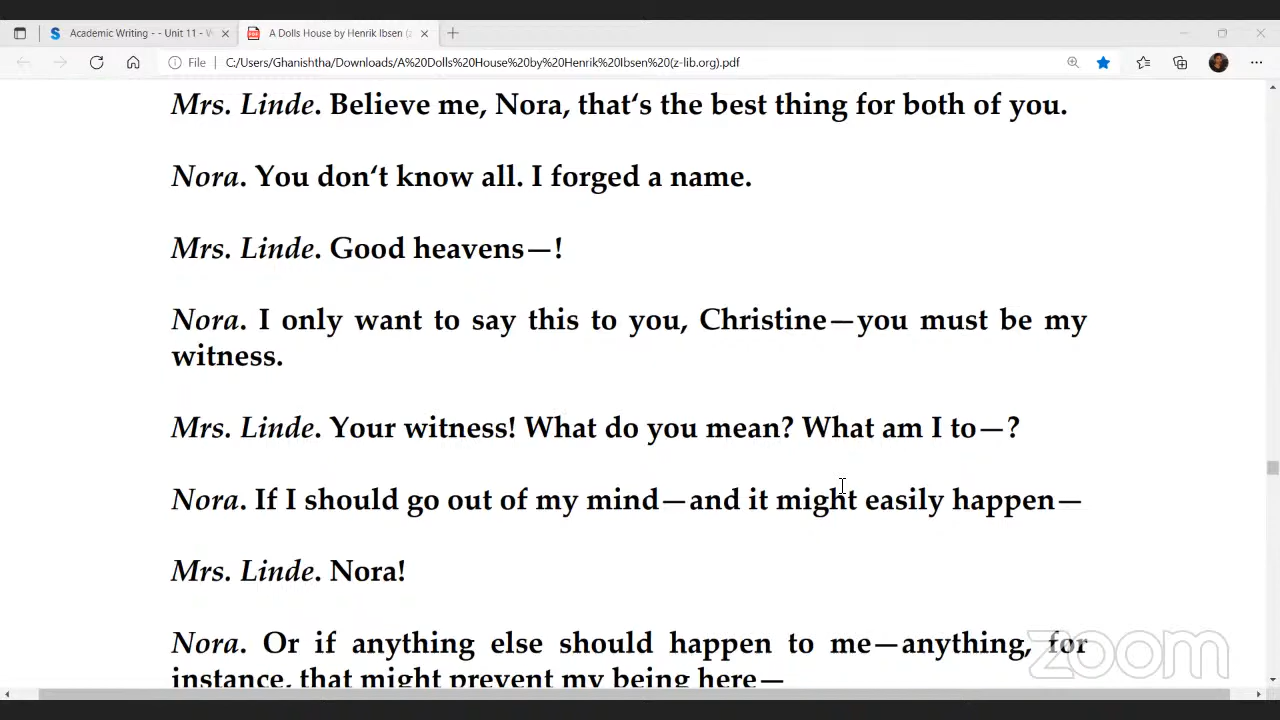 Academic Writing - - Unit 11 - W
A Dolls House by Henrik Ibsen (z
File
C:/Users/Ghanishtha/Downloads/A%20Dolls%20House%20by%20Henrik%20Ibsen%20(z-lib.org).pdf
Mrs. Linde. Believe me, Nora, that‘s the best thing for both of you.
Nora. You don‘t know all. I forged a name.
Mrs. Linde. Good heavens—!
Nora. I only want to say this to you, Christine—you must be my
witness.
Mrs. Linde. Your witness! What do you mean? What am I to—?
Nora. If I should go out of my mind—and it might easily happen—
Mrs. Linde. Nora!
Nora. Or if anything else should happen to me—anything, for
instance, that might prevent my being here—
zoom